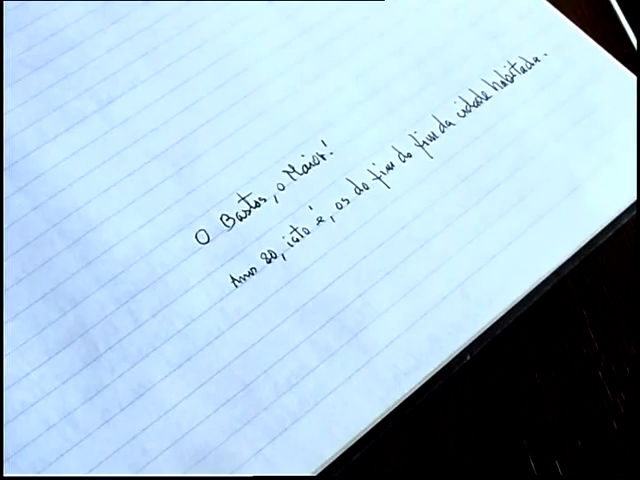 O Bastos, o Maior!
Anos 80, isto é, os do fim do fim da cidade habitada.